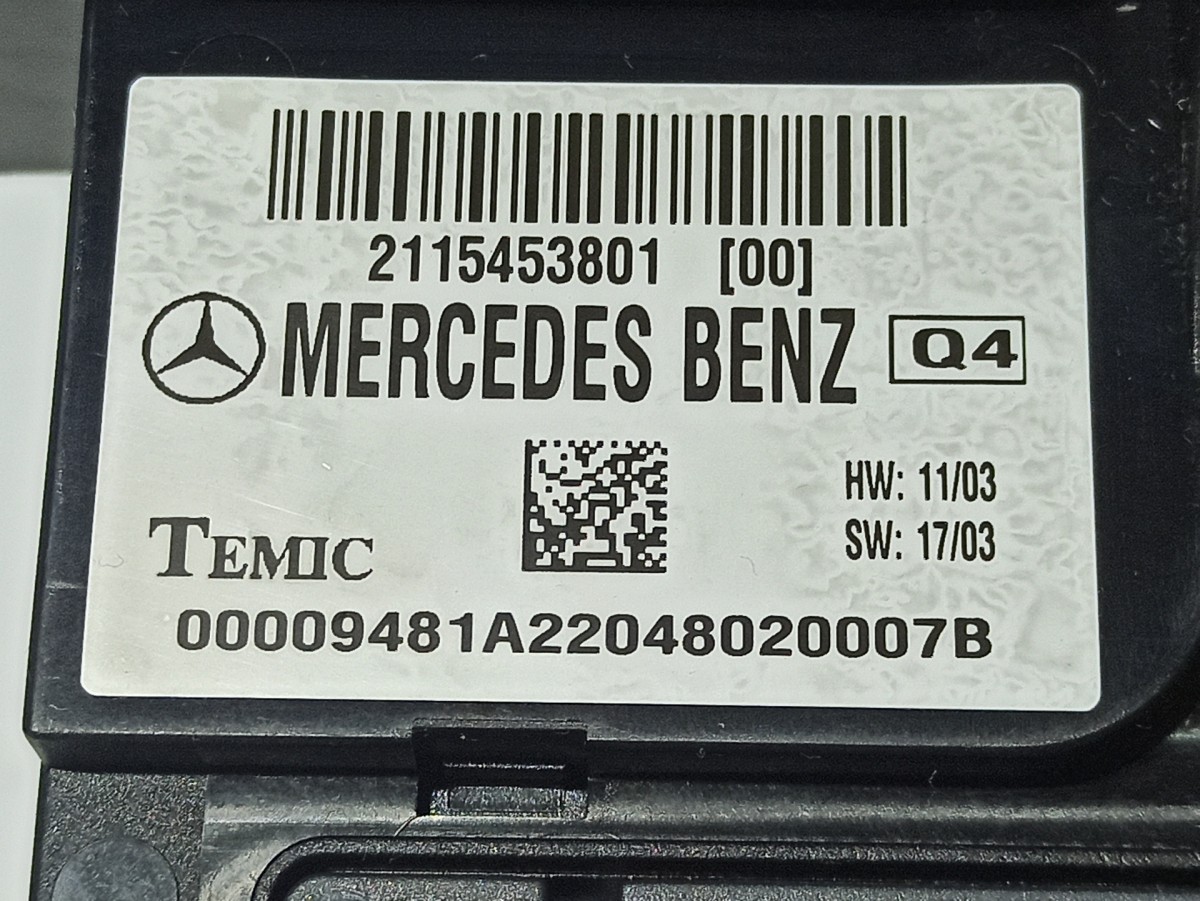 2115453801 [00]
MERCEDES BENZ Q4
HW: 11/03
SW: 17/03
TEMIC
00009481A22048020007B